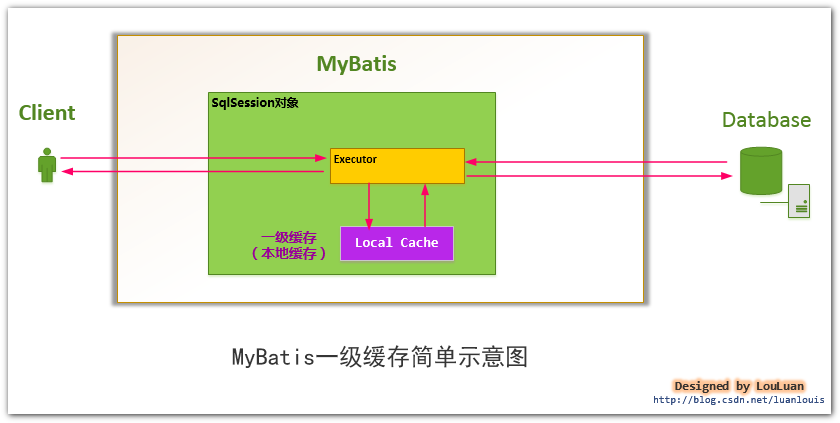 MyBatis
Client
SqlSession对象
Database
Executor
一级缓存
（本地缓存）
Local Cache
MyBatis一级缓存简单示意图
Designed by LouLuan
http://blog.csdn.net/luanlouis